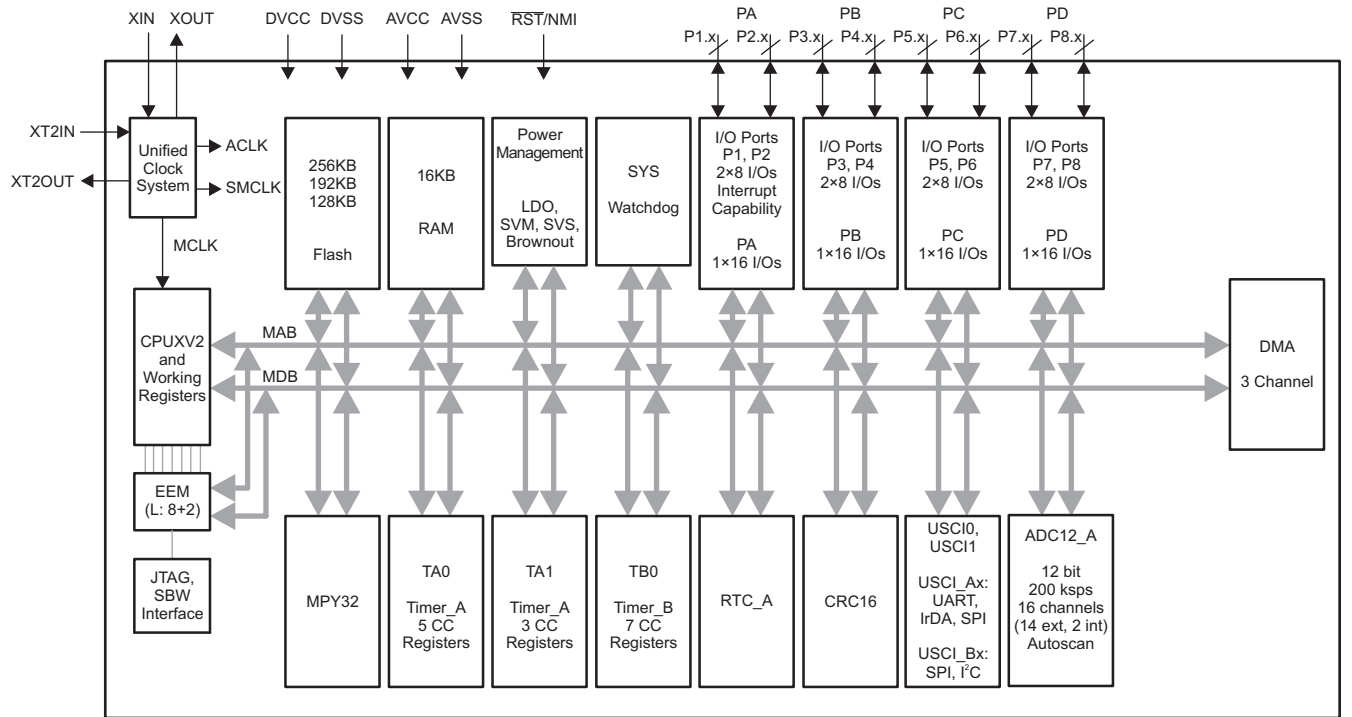 XIN
XOUT
DVCC
DVSS
AVCC
AVSS
RST/NMI
PA
P1.x
P2.x
PB
P3.x
P4.x
PC
P5.x
P6.x
PD
P7.x
P8.x
XT2IN
XT2OUT
Unified
Clock
System
ACLK
SMCLK
MCLK
256KB
192KB
128KB
Flash
16KB
RAM
Power
Management
LDO,
SVM, SVS,
Brownout
SYS
Watchdog
I/O Ports
P1, P2
2×8 I/Os
Interrupt
Capability
PA
1×16 I/Os
I/O Ports
P3, P4
2×8 I/Os
PB
1×16 I/Os
I/O Ports
P5, P6
2×8 I/Os
PC
1×16 I/Os
I/O Ports
P7, P8
2×8 I/Os
PD
1×16 I/Os
CPUXV2
and
Working
Registers
MAB
MDB
DMA
3 Channel
EEM
(L: 8+2)
JTAG,
SBW
Interface
MPY32
TA0
Timer_A
5 CC
Registers
TA1
Timer_A
3 CC
Registers
TB0
Timer_B
7 CC
Registers
RTC_A
CRC16
USCI0,
USCI1
USCI_Ax:
UART,
IrDA, SPI
USCI_Bx:
SPI, I²C
ADC12_A
12 bit
200 ksps
16 channels
(14 ext, 2 int)
Autoscan